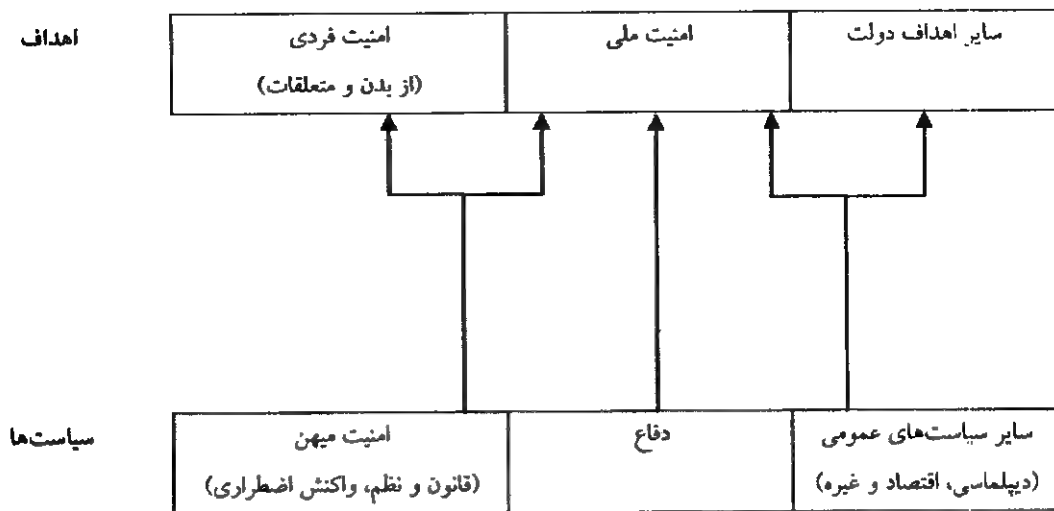 اهداف
سایر اهداف دولت
امنیت ملی
امنیت فردی
(از بدن و متعلقات)
سیاست‌ها
سایر سیاست‌های عمومی
(دیپلماسی، اقتصاد و غیره)
دفاع
امنیت میهن
(قانون و نظم، واکنش اضطراری)